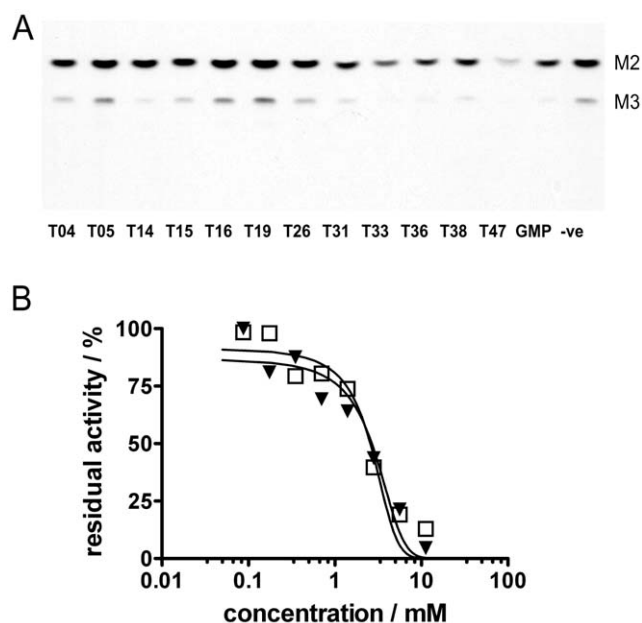 A
M2
M3
T04 T05 T14 T15 T16 T19 T26 T31 T33 T36 T38 T47 GMP -ve
B
100
75
50
25
0
0.01 0.1 1 10 100
residual activity / %
concentration / mM